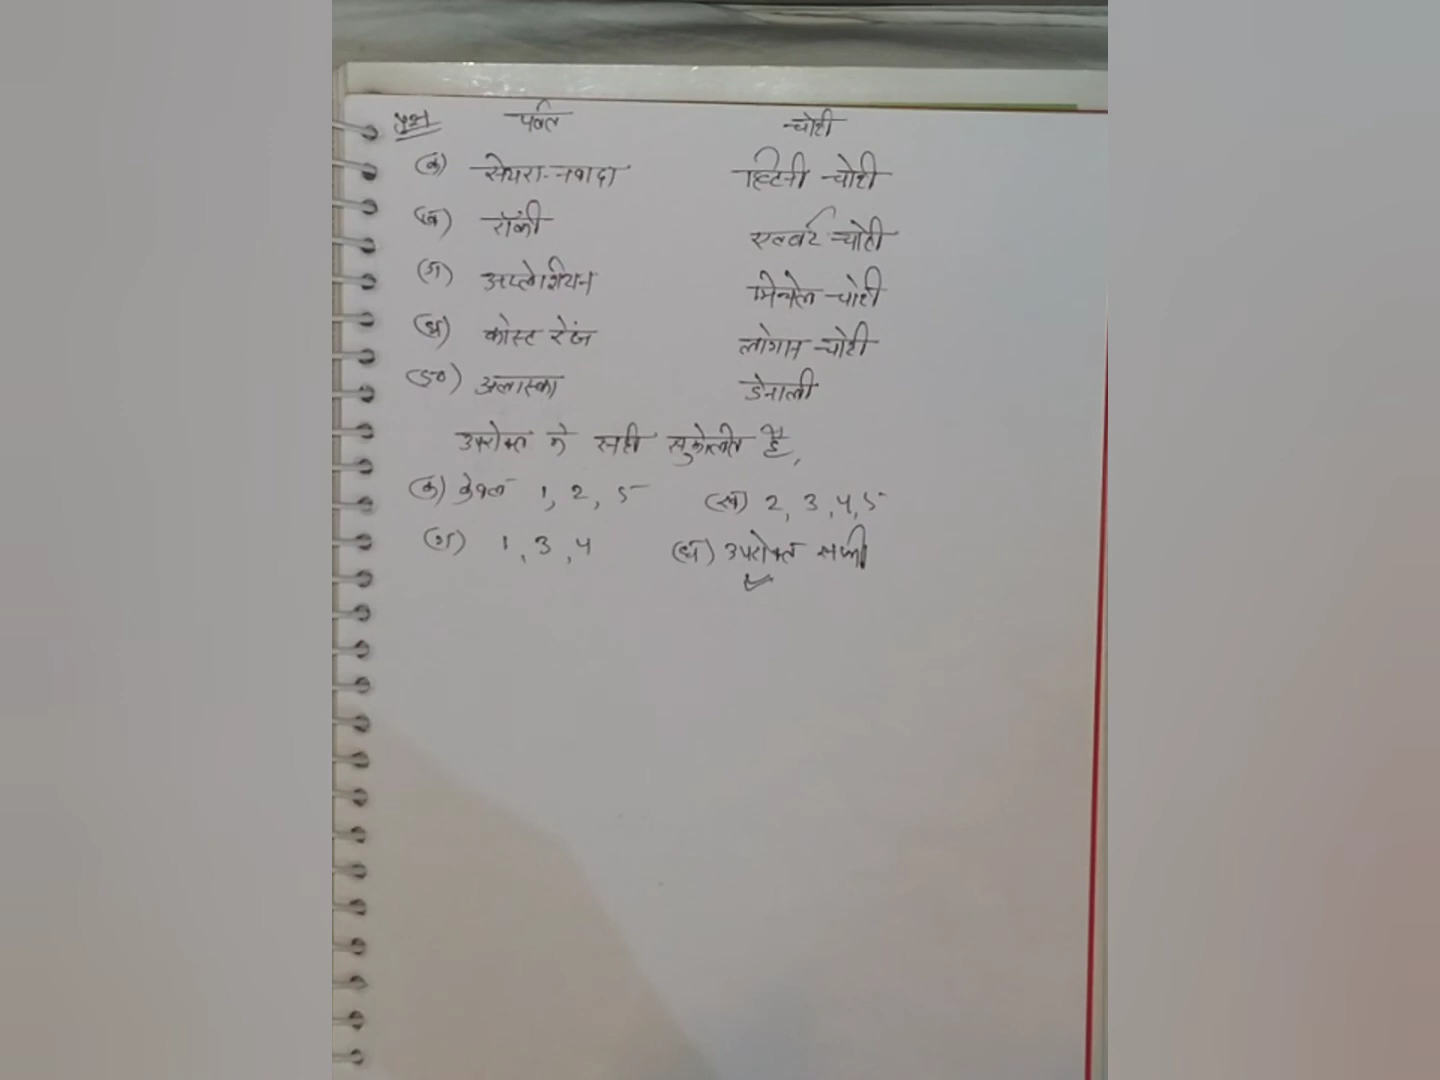 प्रश्न पर्वत चोटी
(क) सेयरा-नवादा व्हिटनी चोटी
(ख) रॉकी एल्बर्ट चोटी
(ग) अप्लेशियन मिचेल चोटी
(घ) कोस्ट रेंज लोगान चोटी
(ङ) अलास्का डेनाली
उपरोक्त मे सही सुमेलित है,
(क) केवल 1, 2, 5 (ख) 2, 3, 4, 5
(ग) 1, 3, 4 (घ) उपरोक्त सभी